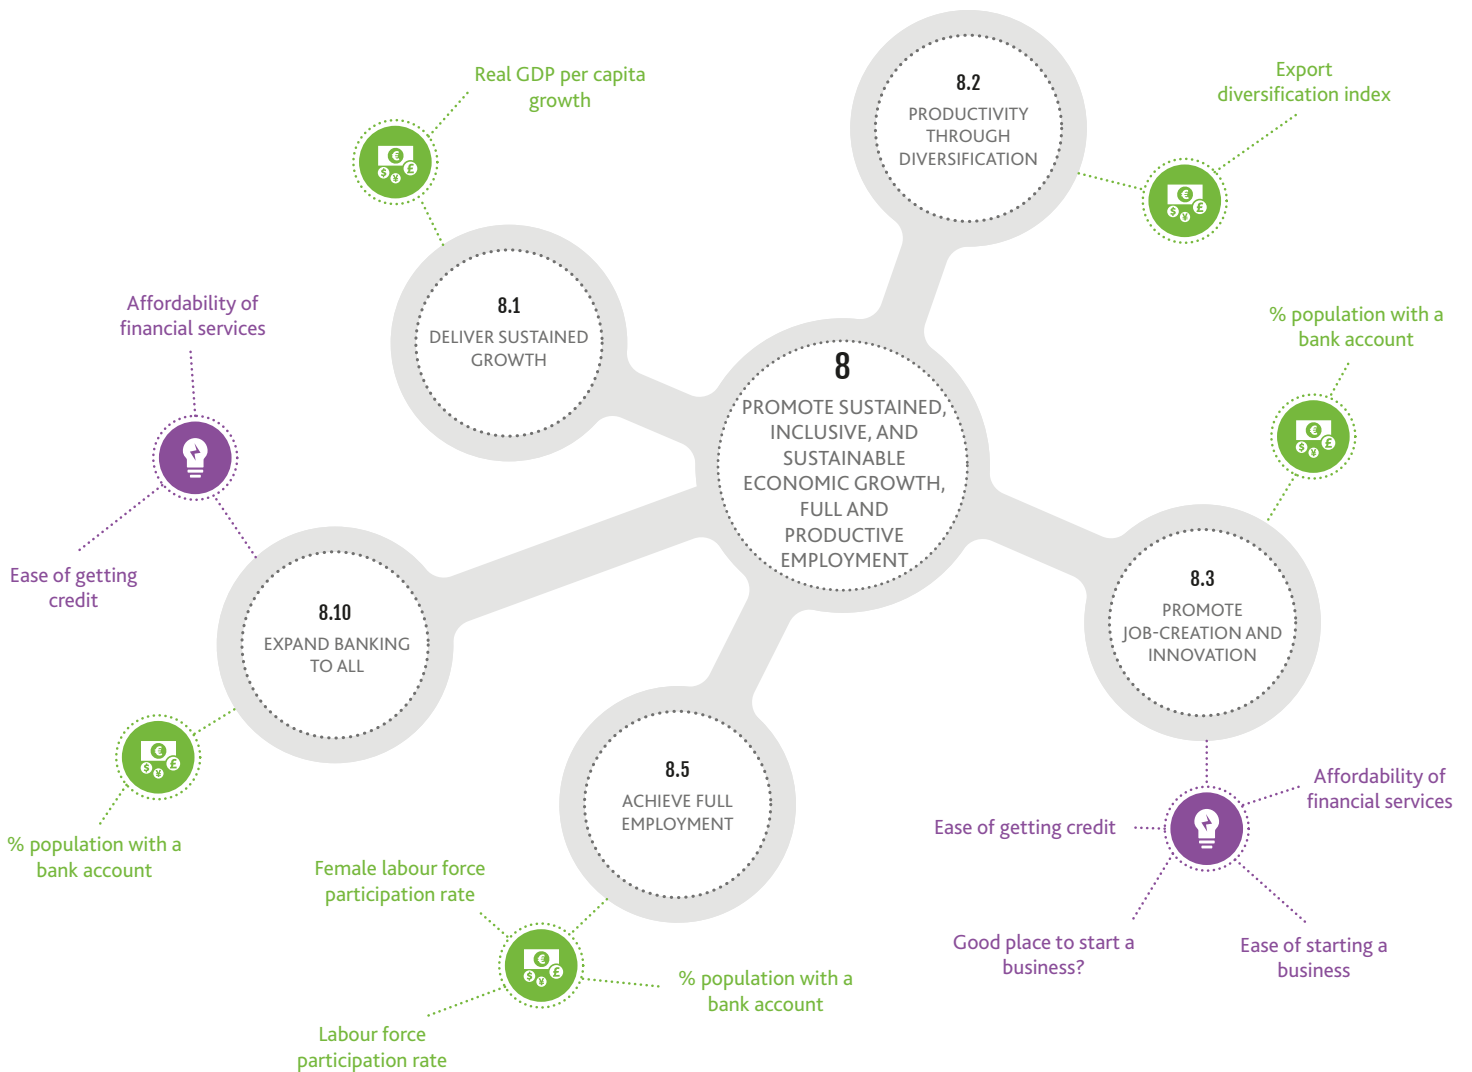 Real GDP per capita
growth
8.2
PRODUCTIVITY
THROUGH
DIVERSIFICATION
Export
diversification index
€
$
¥
£
€
$
¥
£
8.1
DELIVER SUSTAINED
GROWTH
Affordability of
financial services
8
PROMOTE SUSTAINED,
INCLUSIVE, AND
SUSTAINABLE
ECONOMIC GROWTH,
FULL AND
PRODUCTIVE
EMPLOYMENT
% population with a
bank account
€
$
¥
£
Ease of getting
credit
8.10
EXPAND BANKING
TO ALL
8.3
PROMOTE
JOB-CREATION AND
INNOVATION
€
$
¥
£
% population with a
bank account
8.5
ACHIEVE FULL
EMPLOYMENT
Female labour force
participation rate
€
$
¥
£
% population with a
bank account
Labour force
participation rate
Affordability of
financial services
Ease of getting credit
Good place to start a
business?
Ease of starting a
business